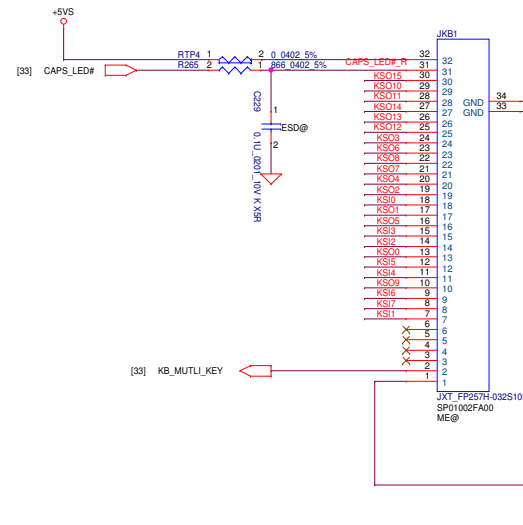 +5VS
JKB1
RTP4 1 2 0_0402_5% 32 32
[33] CAPS_LED# R265 2 1 866_0402_5% CAPS_LED#_R 31 31
KSO15 30 30
KSO10 29 29
KSO11 28 28 GND 34
KSO14 27 27 GND 33
KSO13 26 26
KSO12 25 25
KSO3 24 24
KSO6 23 23
KSO8 22 22
KSO7 21 21
KSO4 20 20
KSO2 19 19
KSI0 18 18
KSO1 17 17
KSO5 16 16
KSI3 15 15
KSI2 14 14
KSO0 13 13
KSI5 12 12
KSI4 11 11
KSO9 10 10
KSI6 9 9
KSI7 8 8
KSI1 7 7
6 6
5 5
4 4
3 3
[33] KB_MUTLI_KEY 2 2
1 1
C229
1
ESD@
2
0.1U_0201_10V K X5R
JXT_FP257H-032S10
SP01002FA00
ME@